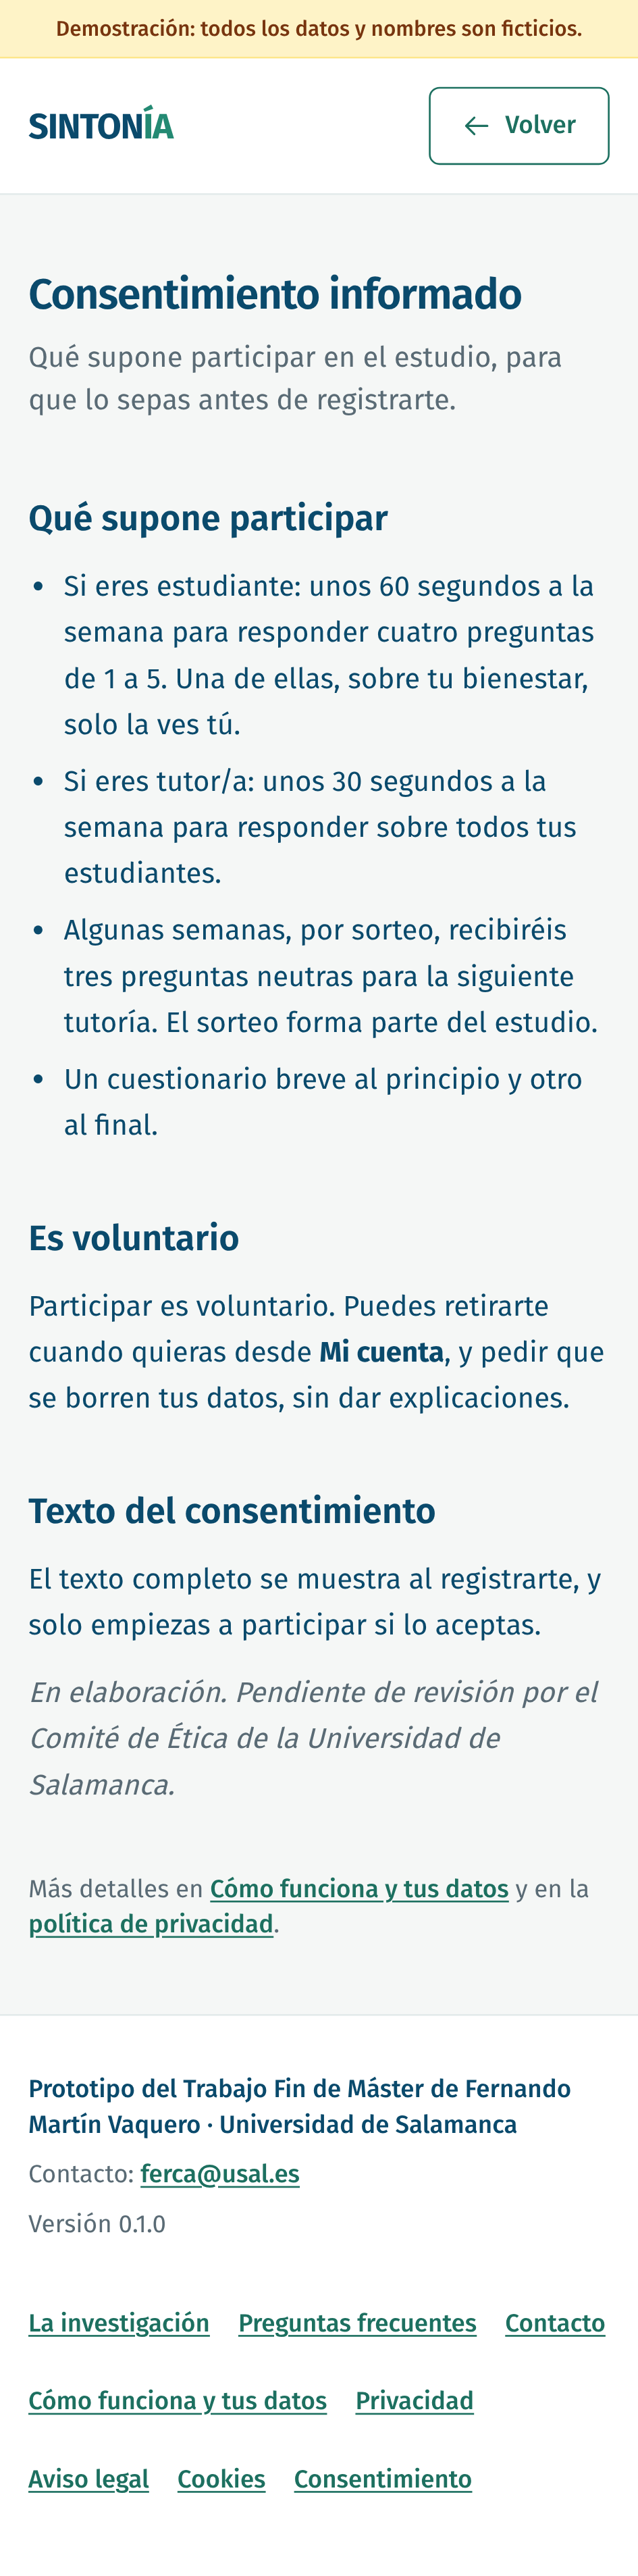 Demostración: todos los datos y nombres son ficticios.
SINTONÍA
← Volver
Consentimiento informado
Qué supone participar en el estudio, para
que lo sepas antes de registrarte.
Qué supone participar
• Si eres estudiante: unos 60 segundos a la
semana para responder cuatro preguntas
de 1 a 5. Una de ellas, sobre tu bienestar,
solo la ves tú.
• Si eres tutor/a: unos 30 segundos a la
semana para responder sobre todos tus
estudiantes.
• Algunas semanas, por sorteo, recibiréis
tres preguntas neutras para la siguiente
tutoría. El sorteo forma parte del estudio.
• Un cuestionario breve al principio y otro
al final.
Es voluntario
Participar es voluntario. Puedes retirarte
cuando quieras desde Mi cuenta, y pedir que
se borren tus datos, sin dar explicaciones.
Texto del consentimiento
El texto completo se muestra al registrarte, y
solo empiezas a participar si lo aceptas.
En elaboración. Pendiente de revisión por el
Comité de Ética de la Universidad de
Salamanca.
Más detalles en Cómo funciona y tus datos y en la
política de privacidad.
Prototipo del Trabajo Fin de Máster de Fernando
Martín Vaquero · Universidad de Salamanca
Contacto: ferca@usal.es
Versión 0.1.0
La investigación Preguntas frecuentes Contacto
Cómo funciona y tus datos Privacidad
Aviso legal Cookies Consentimiento